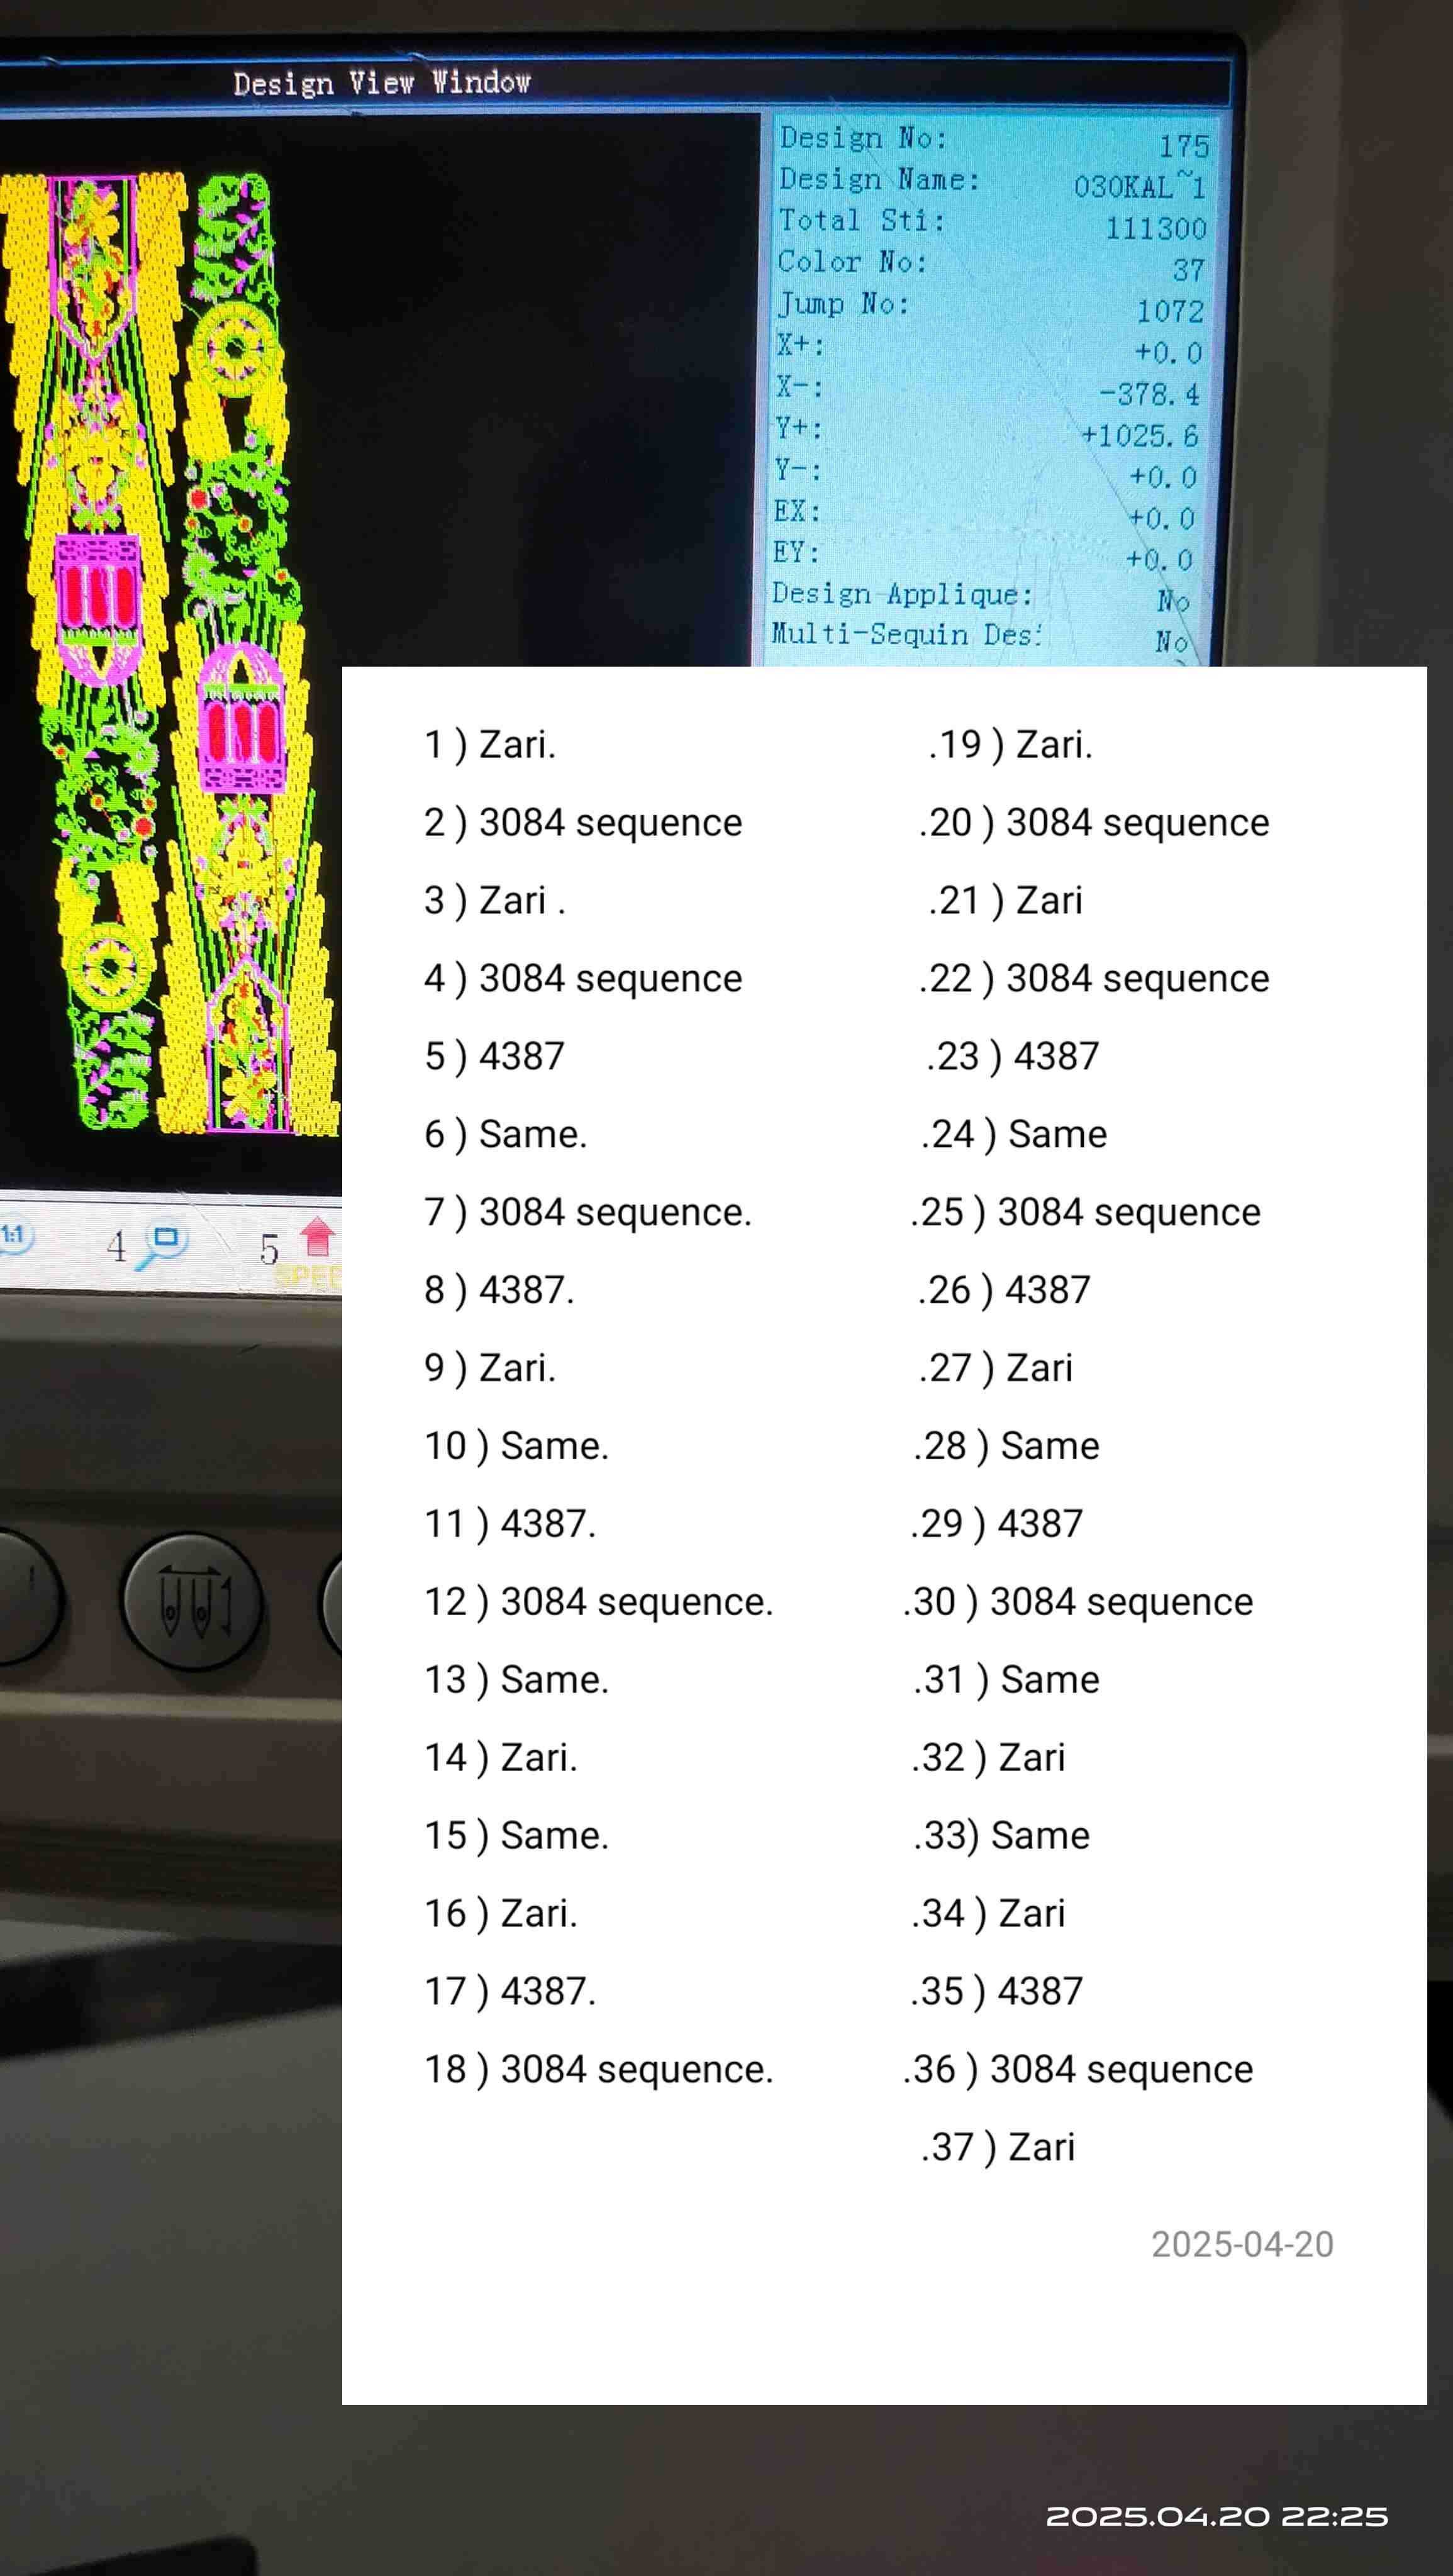 Design View Window
Design No: 175
Design Name: 030KAL~1
Total Sti: 111300
Color No: 37
Jump No: 1072
X+: +0.0
X-: -378.4
Y+: +1025.6
Y-: +0.0
EX: +0.0
EY: +0.0
Design Applique: No
Multi-Sequin Des: No
1 ) Zari.
2 ) 3084 sequence
3 ) Zari .
4 ) 3084 sequence
5 ) 4387
6 ) Same.
7 ) 3084 sequence.
8 ) 4387.
9 ) Zari.
10 ) Same.
11 ) 4387.
12 ) 3084 sequence.
13 ) Same.
14 ) Zari.
15 ) Same.
16 ) Zari.
17 ) 4387.
18 ) 3084 sequence.
.19 ) Zari.
.20 ) 3084 sequence
.21 ) Zari
.22 ) 3084 sequence
.23 ) 4387
.24 ) Same
.25 ) 3084 sequence
.26 ) 4387
.27 ) Zari
.28 ) Same
.29 ) 4387
.30 ) 3084 sequence
.31 ) Same
.32 ) Zari
.33) Same
.34 ) Zari
.35 ) 4387
.36 ) 3084 sequence
.37 ) Zari
2025-04-20
1:1 4 5
SPEE
2025.04.20 22:25